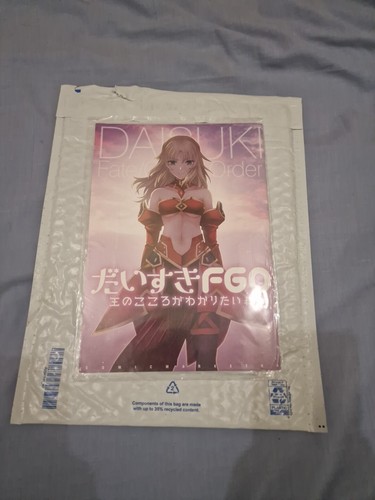 DAISUKI
Fate Order
だいすきFGO
王のこころがわかりたい
Components of this bag are made
with up to 30% recycled content.